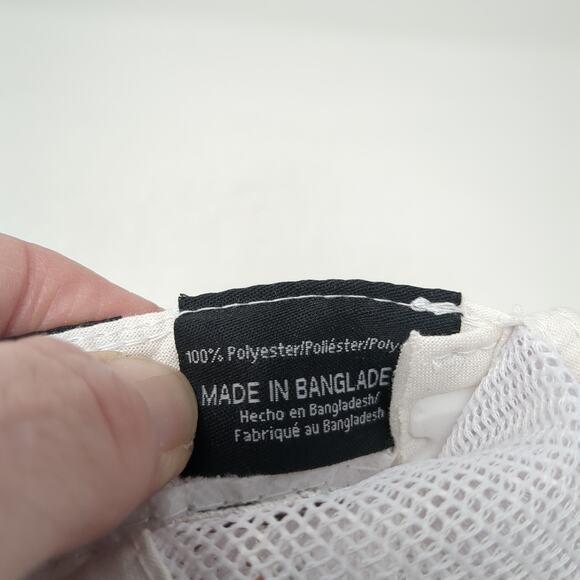 100% Polyester/Poliéster/Poly
MADE IN BANGLADE
Hecho en Bangladesh/
Fabriqué au Bangladesh